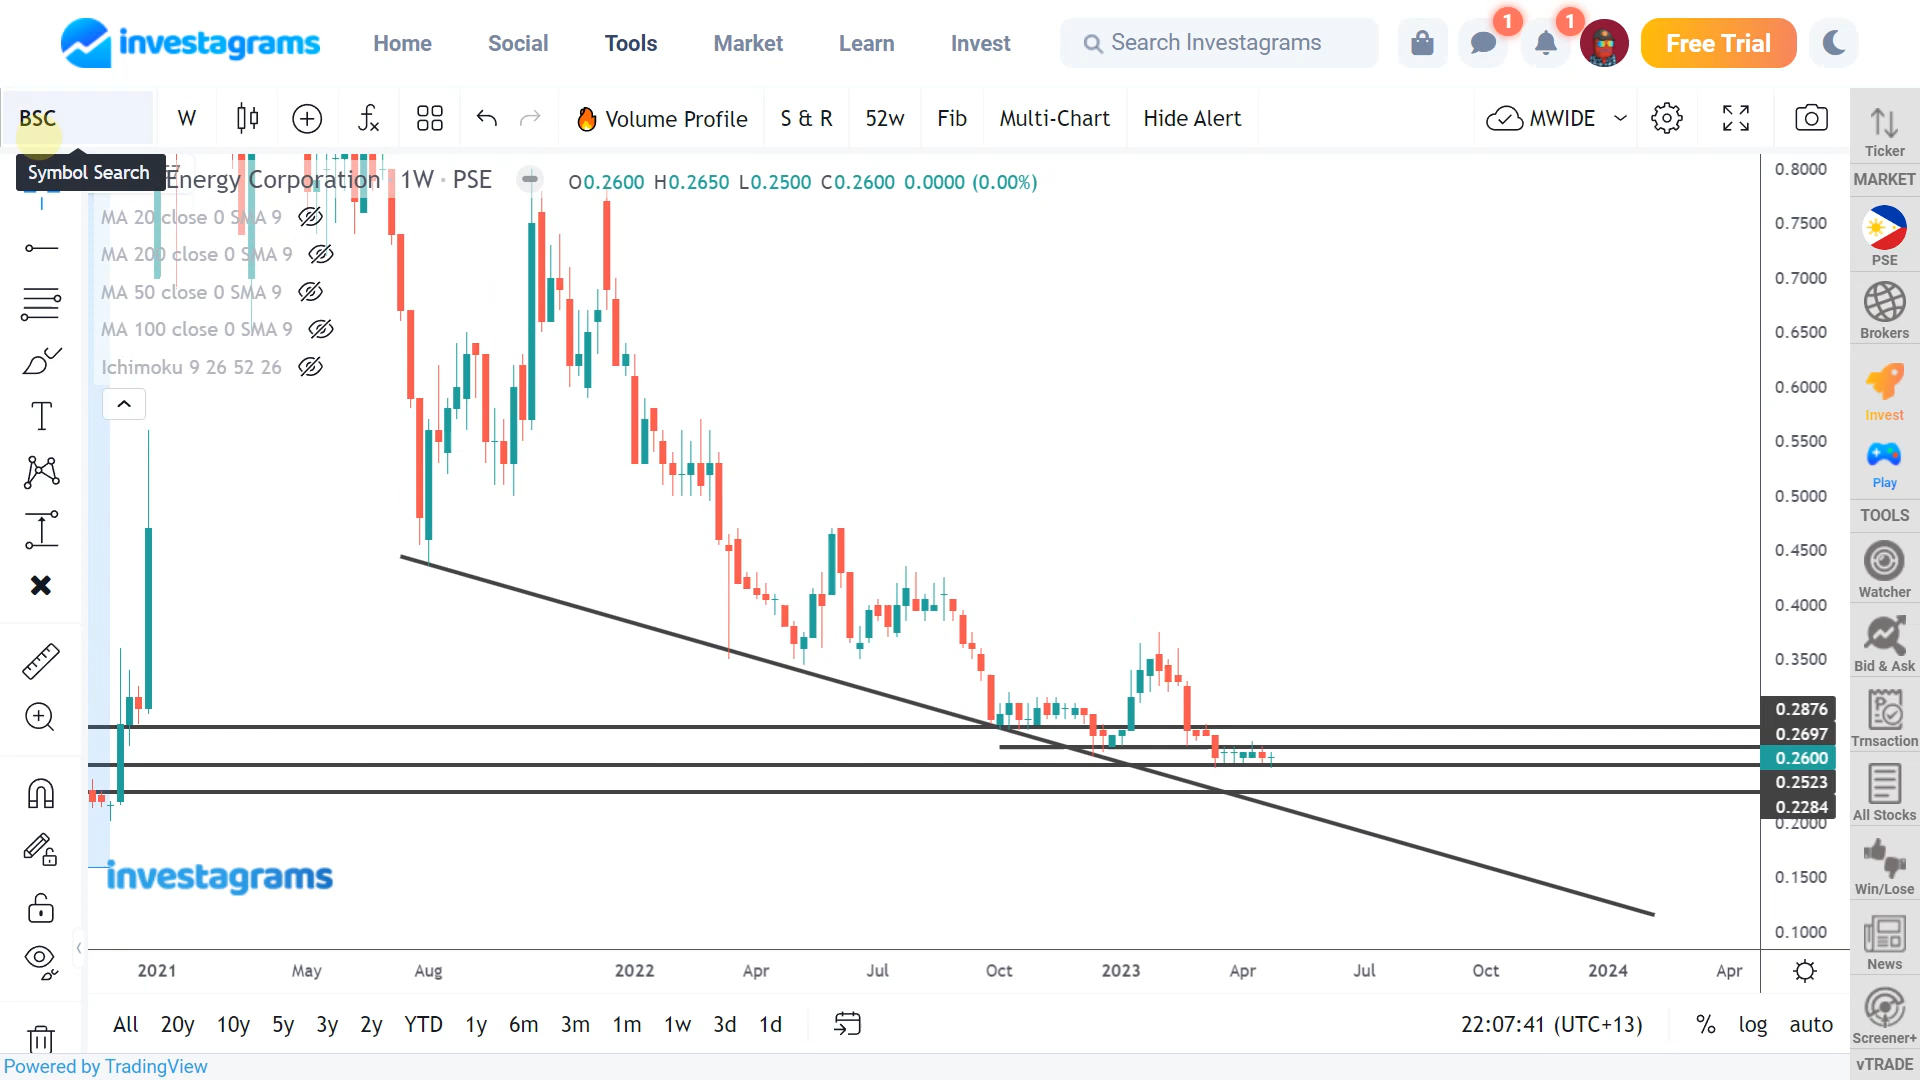 investagrams Home Social Tools Market Learn Invest Search Investagrams 1 1 Free Trial
BSC W Volume Profile S & R 52w Fib Multi-Chart Hide Alert MWIDE
Symbol Search
Energy Corporation 1W · PSE O0.2600 H0.2650 L0.2500 C0.2600 0.0000 (0.00%)
MA 20 close 0 SMA 9
MA 200 close 0 SMA 9
MA 50 close 0 SMA 9
MA 100 close 0 SMA 9
Ichimoku 9 26 52 26
0.8000
0.7500
0.7000
0.6500
0.6000
0.5500
0.5000
0.4500
0.4000
0.3500
0.2876
0.2697
0.2600
0.2523
0.2284
0.2000
0.1500
0.1000
investagrams
2021 May Aug 2022 Apr Jul Oct 2023 Apr Jul Oct 2024 Apr
All 20y 10y 5y 3y 2y YTD 1y 6m 3m 1m 1w 3d 1d 22:07:41 (UTC+13) % log auto
Powered by TradingView
Ticker
MARKET
PSE
Brokers
Invest
Play
TOOLS
Watcher
Bid & Ask
Trnsaction
All Stocks
Win/Lose
News
Screener+
vTRADE